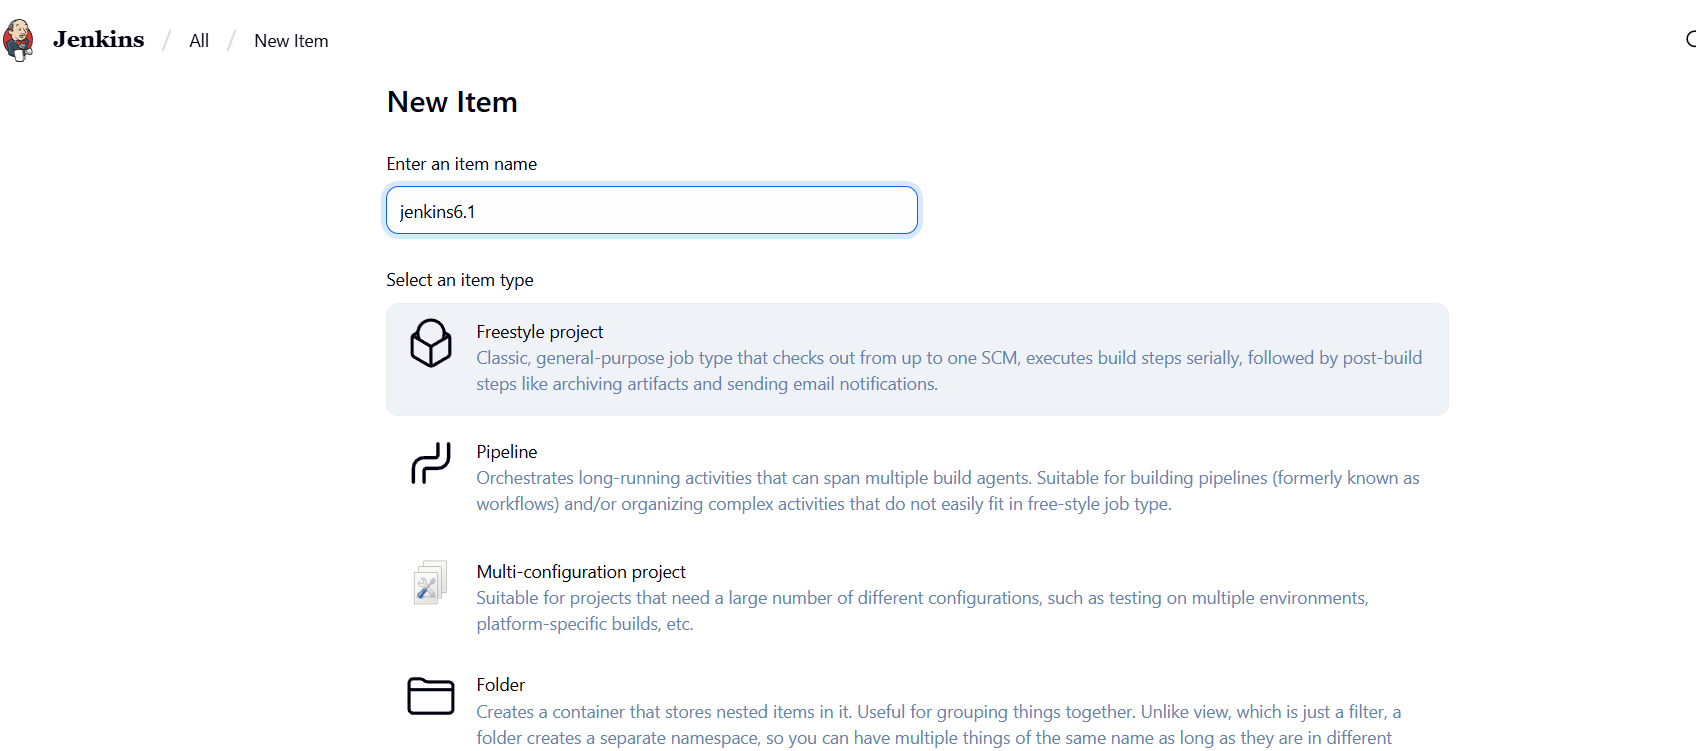 Jenkins / All / New Item
New Item
Enter an item name
jenkins6.1
Select an item type
Freestyle project
Classic, general-purpose job type that checks out from up to one SCM, executes build steps serially, followed by post-build
steps like archiving artifacts and sending email notifications.
Pipeline
Orchestrates long-running activities that can span multiple build agents. Suitable for building pipelines (formerly known as
workflows) and/or organizing complex activities that do not easily fit in free-style job type.
Multi-configuration project
Suitable for projects that need a large number of different configurations, such as testing on multiple environments,
platform-specific builds, etc.
Folder
Creates a container that stores nested items in it. Useful for grouping things together. Unlike view, which is just a filter, a
folder creates a separate namespace, so you can have multiple things of the same name as long as they are in different